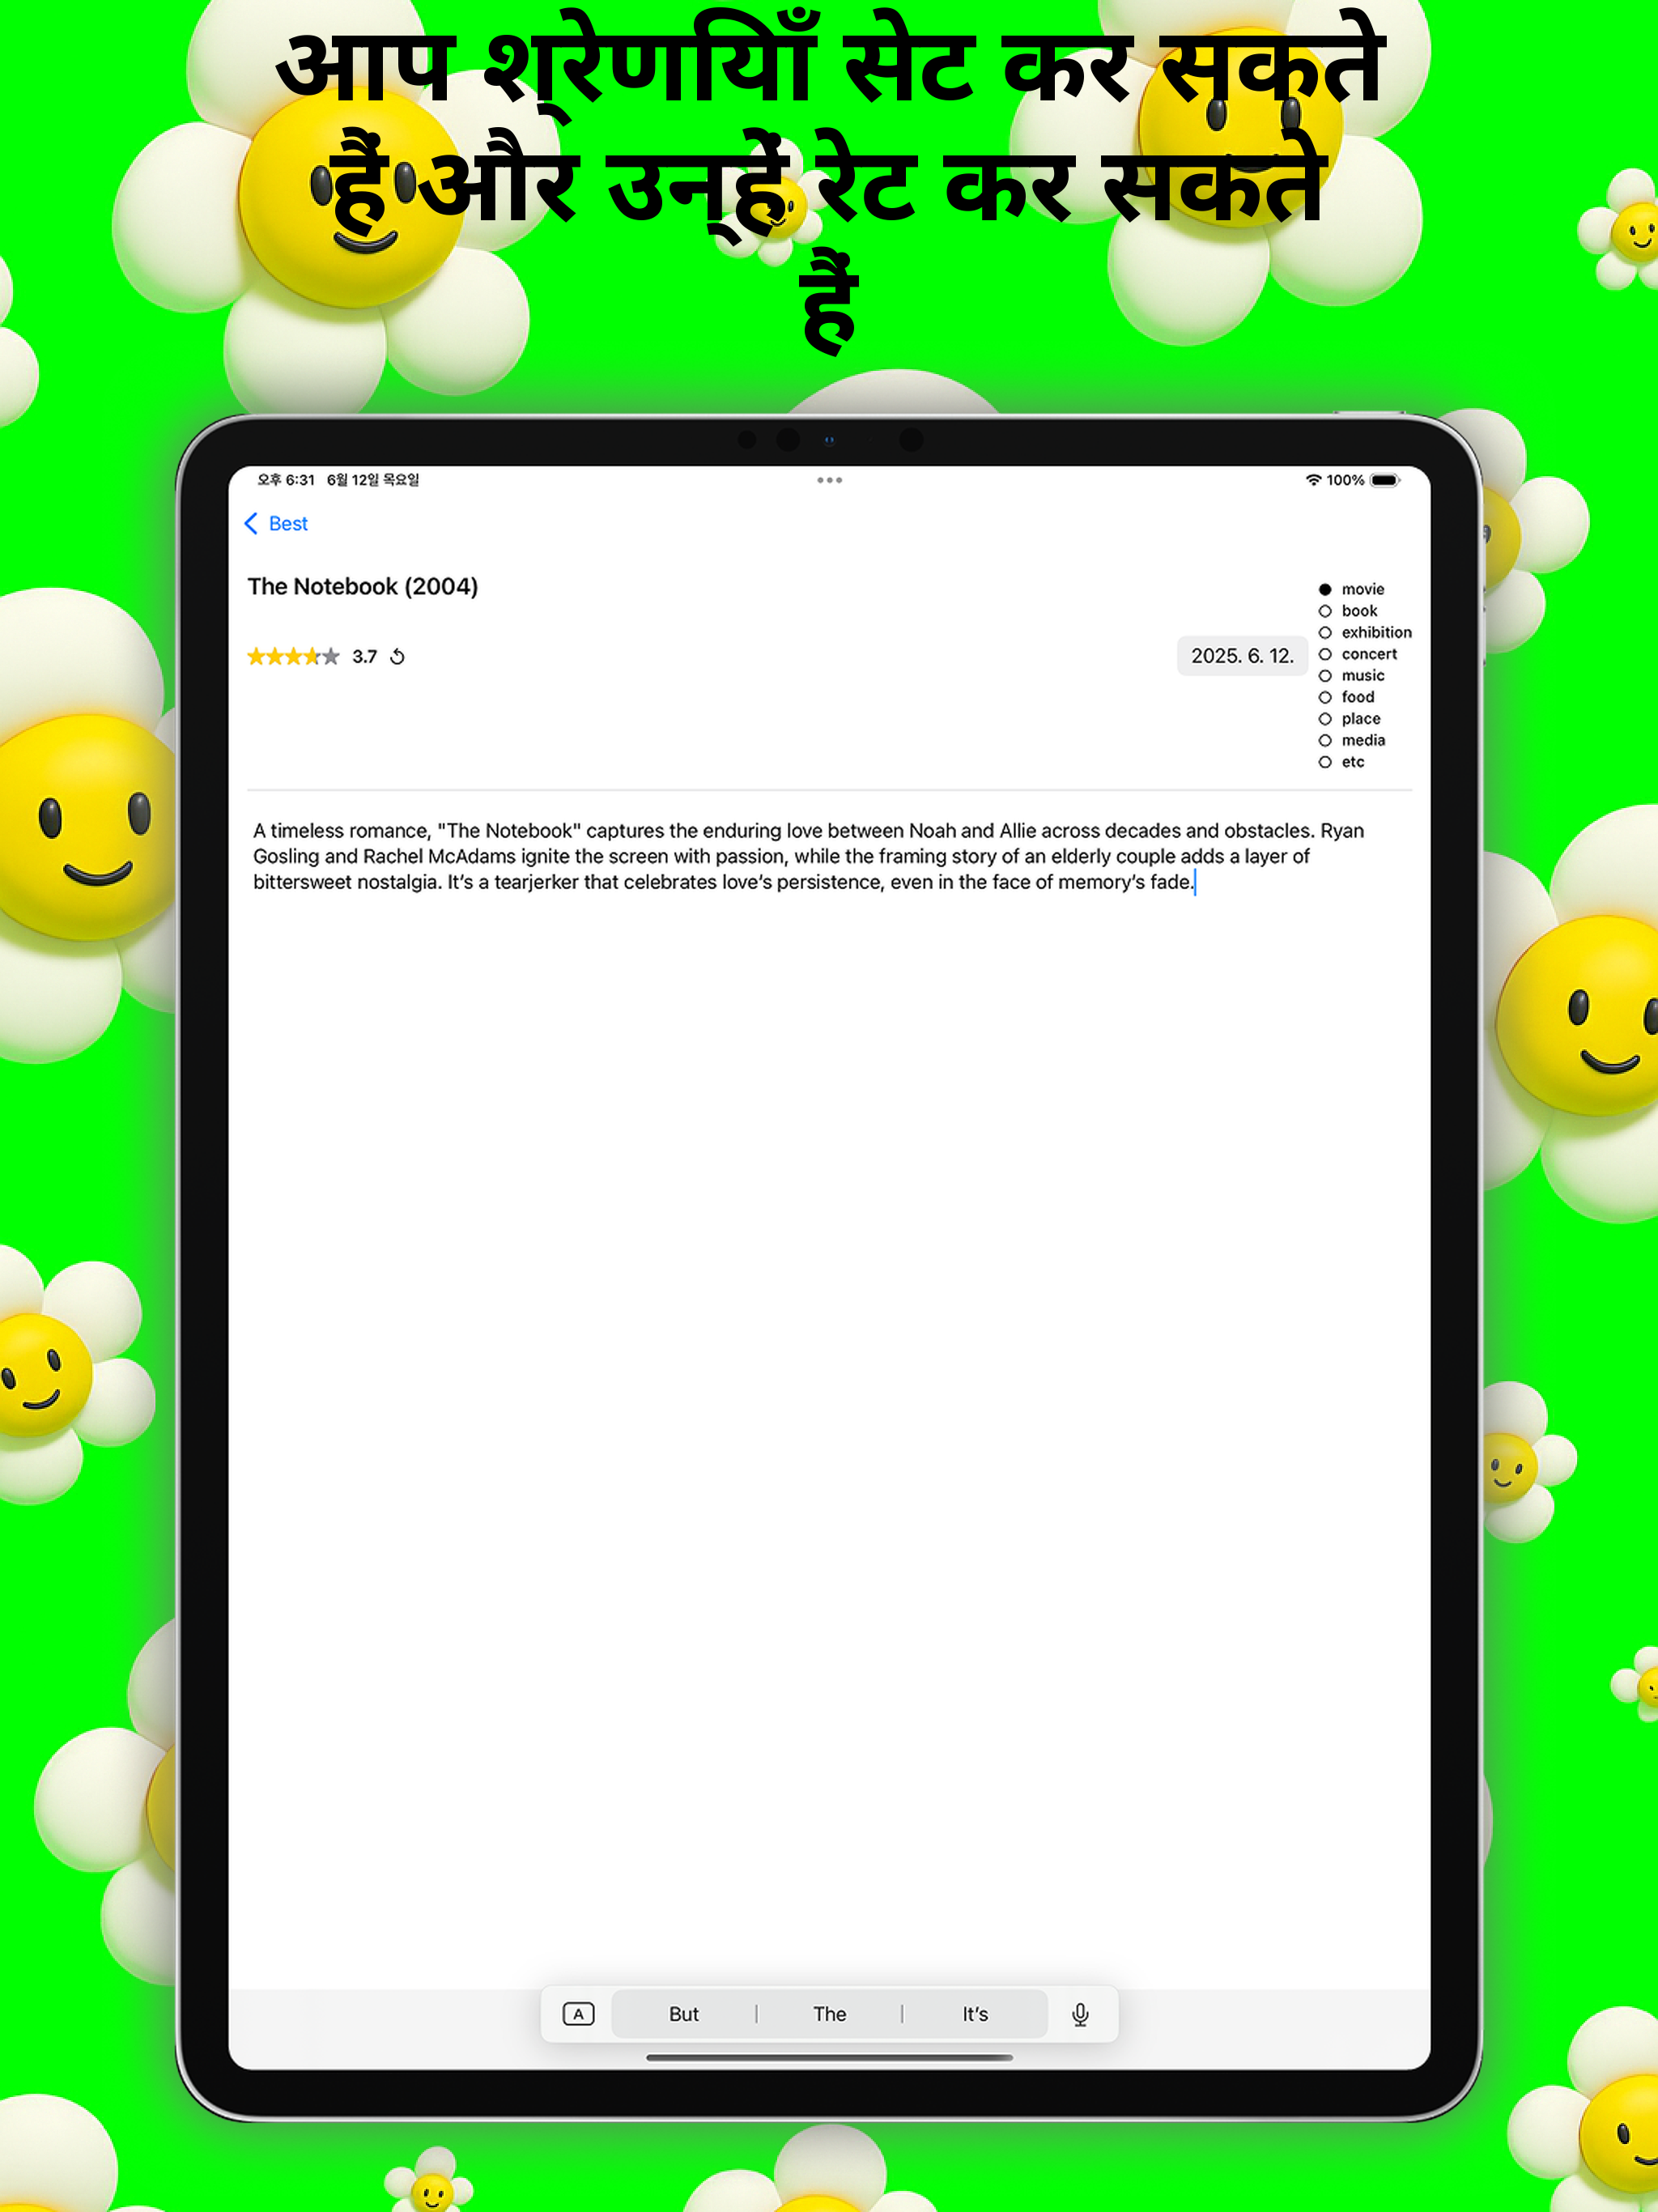 आप श्रेणियाँ सेट कर सकते
हैं और उन्हें रेट कर सकते
हैं
오후 6:31 6월 12일 목요일
100%
Best
The Notebook (2004)
3.7
2025. 6. 12.
movie
book
exhibition
concert
music
food
place
media
etc
A timeless romance, "The Notebook" captures the enduring love between Noah and Allie across decades and obstacles. Ryan
Gosling and Rachel McAdams ignite the screen with passion, while the framing story of an elderly couple adds a layer of
bittersweet nostalgia. It’s a tearjerker that celebrates love’s persistence, even in the face of memory’s fade.
A But The It’s